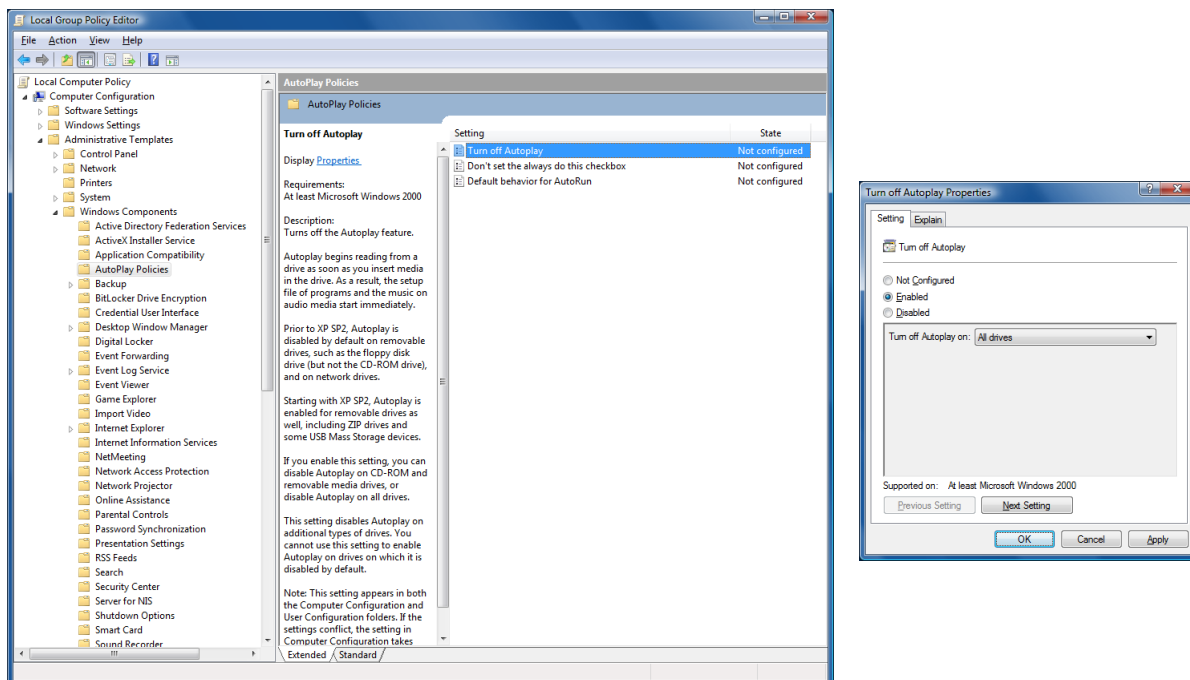 Local Group Policy Editor
File Action View Help
Local Computer Policy
Computer Configuration
Software Settings
Windows Settings
Administrative Templates
Control Panel
Network
Printers
System
Windows Components
Active Directory Federation Services
ActiveX Installer Service
Application Compatibility
AutoPlay Policies
Backup
BitLocker Drive Encryption
Credential User Interface
Desktop Window Manager
Digital Locker
Event Forwarding
Event Log Service
Event Viewer
Game Explorer
Import Video
Internet Explorer
Internet Information Services
NetMeeting
Network Access Protection
Network Projector
Online Assistance
Parental Controls
Password Synchronization
Presentation Settings
RSS Feeds
Search
Security Center
Server for NIS
Shutdown Options
Smart Card
Sound Recorder
AutoPlay Policies
AutoPlay Policies
Turn off Autoplay
Display Properties
Requirements:
At least Microsoft Windows 2000
Description:
Turns off the Autoplay feature.
Autoplay begins reading from a
drive as soon as you insert media
in the drive. As a result, the setup
file of programs and the music on
audio media start immediately.
Prior to XP SP2, Autoplay is
disabled by default on removable
drives, such as the floppy disk
drive (but not the CD-ROM drive),
and on network drives.
Starting with XP SP2, Autoplay is
enabled for removable drives as
well, including ZIP drives and
some USB Mass Storage devices.
If you enable this setting, you can
disable Autoplay on CD-ROM and
removable media drives, or
disable Autoplay on all drives.
This setting disables Autoplay on
additional types of drives. You
cannot use this setting to enable
Autoplay on drives on which it is
disabled by default.
Note: This setting appears in both
the Computer Configuration and
User Configuration folders. If the
settings conflict, the setting in
Computer Configuration takes
Setting State
Turn off Autoplay Not configured
Don't set the always do this checkbox Not configured
Default behavior for AutoRun Not configured
Extended Standard
Turn off Autoplay Properties
Setting Explain
Turn off Autoplay
Not Configured
Enabled
Disabled
Turn off Autoplay on: All drives
Supported on: At least Microsoft Windows 2000
Previous Setting Next Setting
OK Cancel Apply